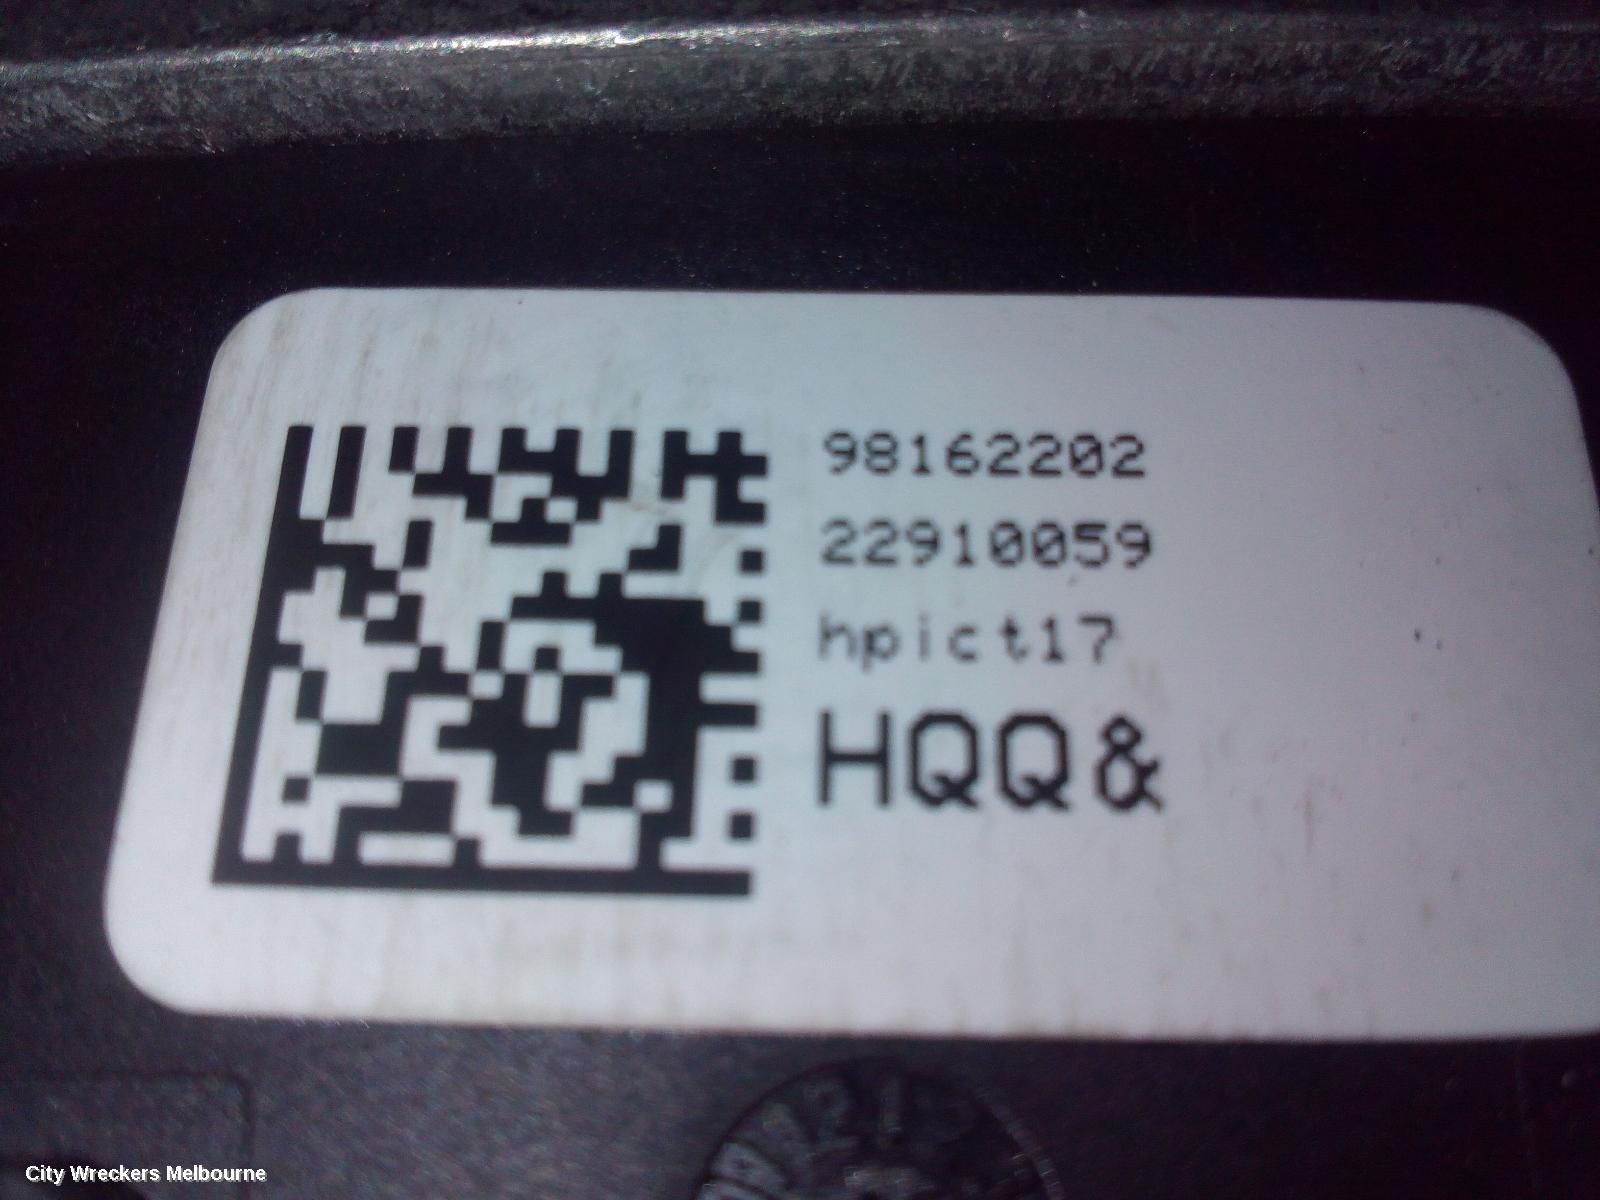 98162202
22910059
hpict17
HQQ&
City Wreckers Melbourne